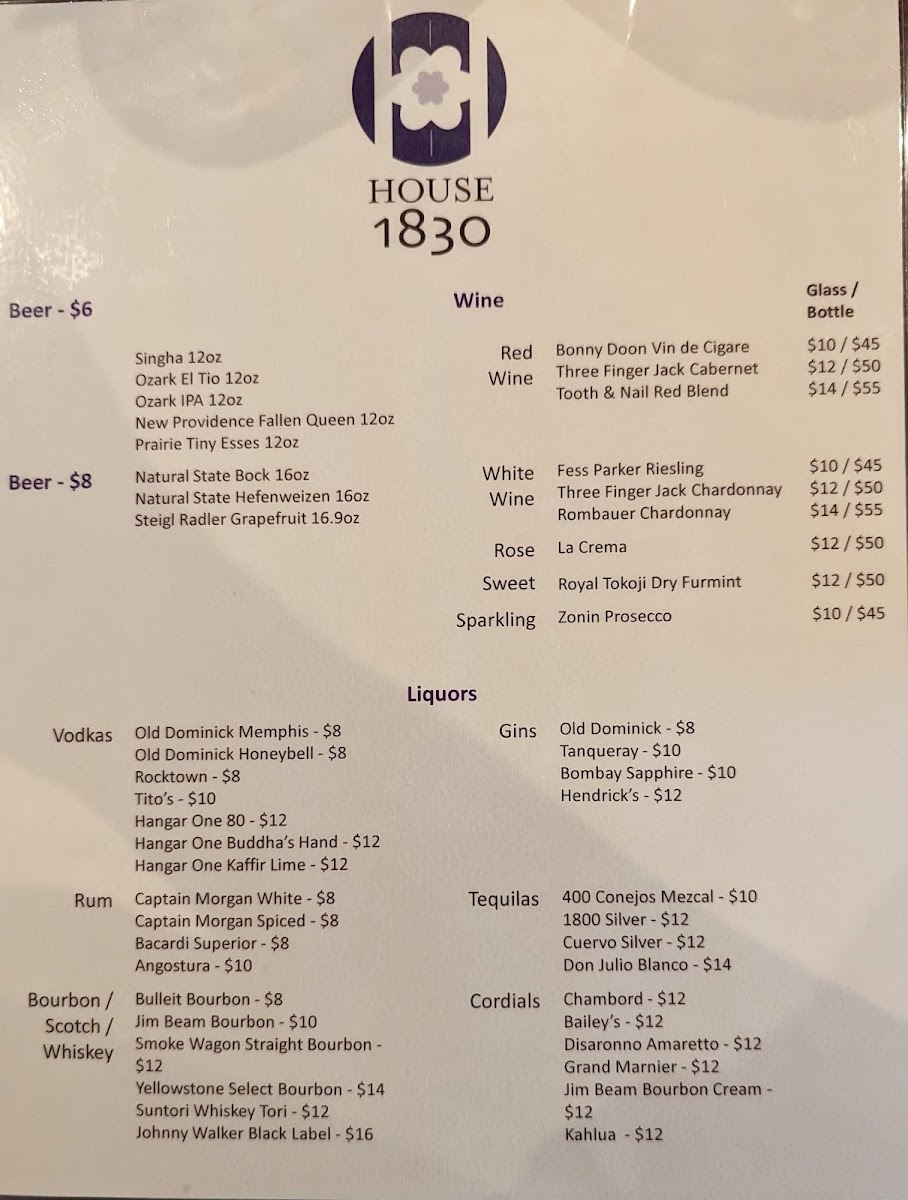 HOUSE
1830
Beer - $6
Singha 12oz
Ozark El Tio 12oz
Ozark IPA 12oz
New Providence Fallen Queen 12oz
Prairie Tiny Esses 12oz
Beer - $8
Natural State Bock 16oz
Natural State Hefenweizen 16oz
Steigl Radler Grapefruit 16.9oz
Wine
Glass /
Bottle
Red
Wine
Bonny Doon Vin de Cigare $10 / $45
Three Finger Jack Cabernet $12 / $50
Tooth & Nail Red Blend $14 / $55
White
Wine
Fess Parker Riesling $10 / $45
Three Finger Jack Chardonnay $12 / $50
Rombauer Chardonnay $14 / $55
Rose La Crema $12 / $50
Sweet Royal Tokoji Dry Furmint $12 / $50
Sparkling Zonin Prosecco $10 / $45
Liquors
Vodkas
Old Dominick Memphis - $8
Old Dominick Honeybell - $8
Rocktown - $8
Tito's - $10
Hangar One 80 - $12
Hangar One Buddha's Hand - $12
Hangar One Kaffir Lime - $12
Gins
Old Dominick - $8
Tanqueray - $10
Bombay Sapphire - $10
Hendrick's - $12
Rum
Captain Morgan White - $8
Captain Morgan Spiced - $8
Bacardi Superior - $8
Angostura - $10
Tequilas
400 Conejos Mezcal - $10
1800 Silver - $12
Cuervo Silver - $12
Don Julio Blanco - $14
Bourbon /
Scotch /
Whiskey
Bulleit Bourbon - $8
Jim Beam Bourbon - $10
Smoke Wagon Straight Bourbon -
$12
Yellowstone Select Bourbon - $14
Suntori Whiskey Tori - $12
Johnny Walker Black Label - $16
Cordials
Chambord - $12
Bailey's - $12
Disaronno Amaretto - $12
Grand Marnier - $12
Jim Beam Bourbon Cream -
$12
Kahlua - $12